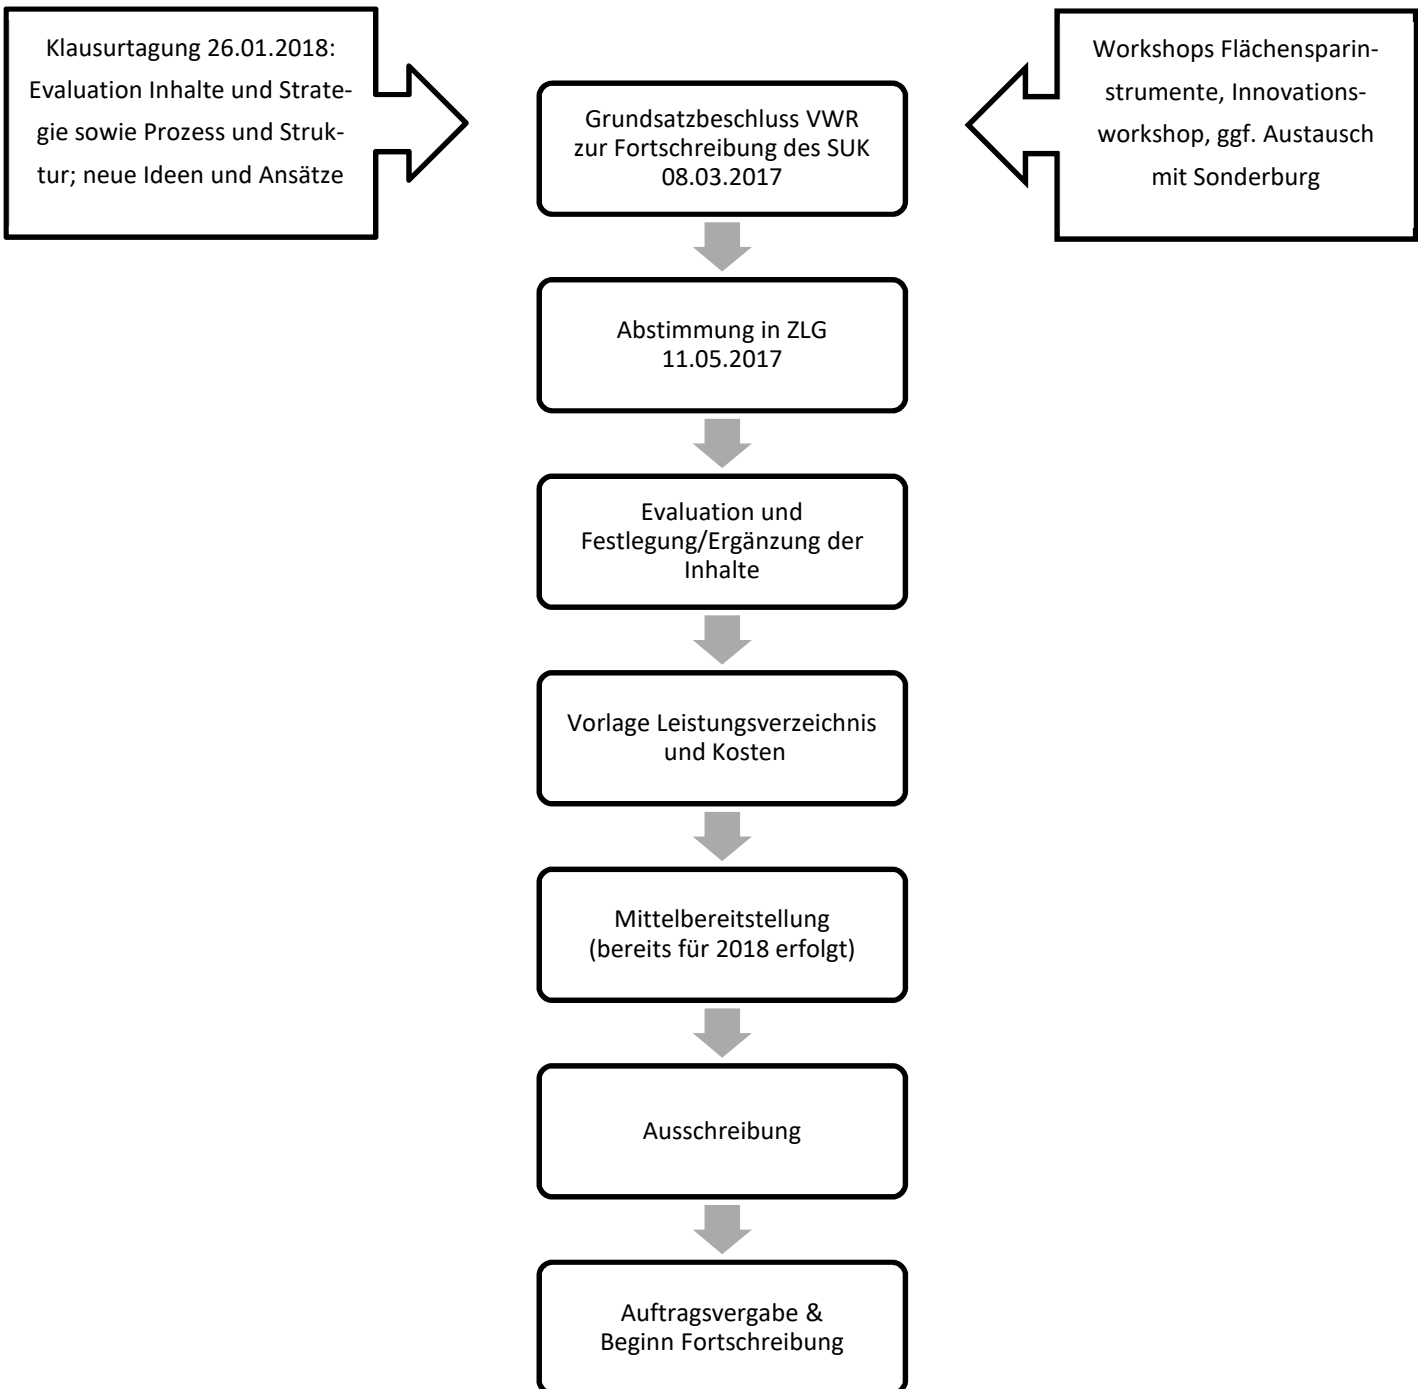 Klausurtagung 26.01.2018:
Evaluation Inhalte und Strate-
gie sowie Prozess und Struk-
tur; neue Ideen und Ansätze
Workshops Flächensparin-
strumente, Innovations-
workshop, ggf. Austausch
mit Sonderburg
Grundsatzbeschluss VWR
zur Fortschreibung des SUK
08.03.2017
Abstimmung in ZLG
11.05.2017
Evaluation und
Festlegung/Ergänzung der
Inhalte
Vorlage Leistungsverzeichnis
und Kosten
Mittelbereitstellung
(bereits für 2018 erfolgt)
Ausschreibung
Auftragsvergabe &
Beginn Fortschreibung